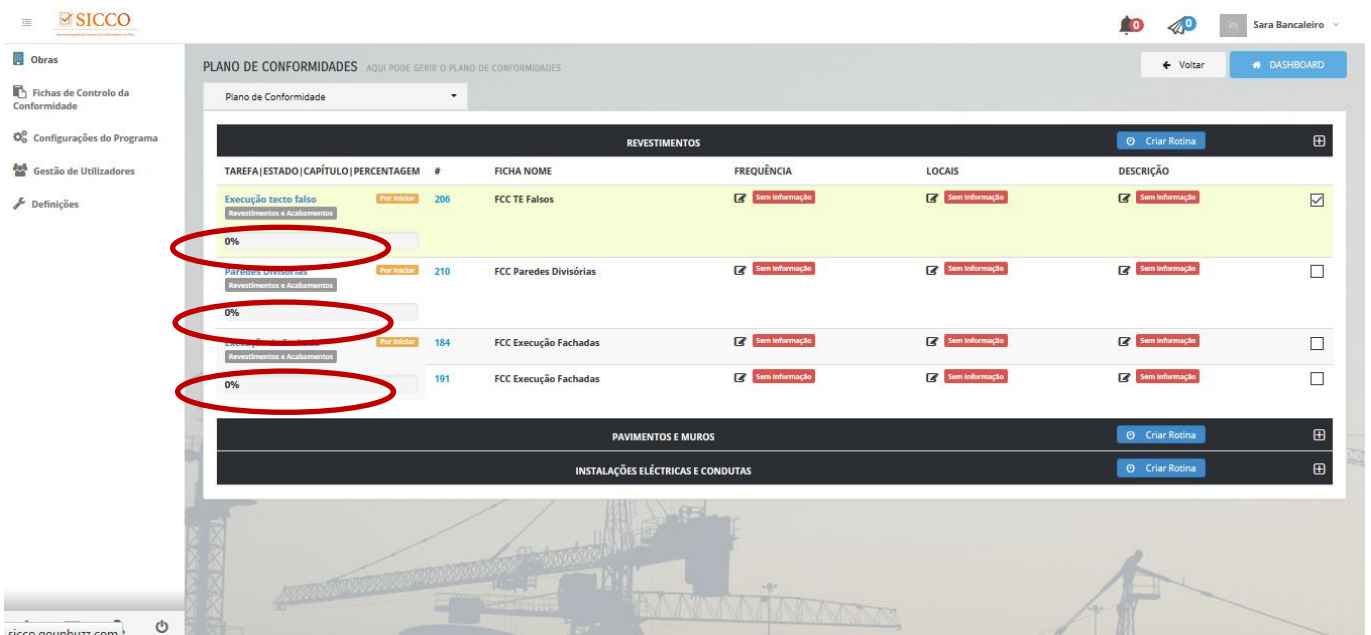 SICCO
0
0
Sara Bancaleiro
Obras
Fichas de Controlo da
Conformidade
Configurações do Programa
Gestão de Utilizadores
Definições
PLANO DE CONFORMIDADES AQUI PODE GERIR O PLANO DE CONFORMIDADES
Voltar
DASHBOARD
Plano de Conformidade
REVESTIMENTOS
Criar Rotina
TAREFA|ESTADO|CAPÍTULO|PERCENTAGEM # FICHA NOME FREQUÊNCIA LOCAIS DESCRIÇÃO
Execução tecto falso Por Iniciar 206 FCC TE Falsos Sem Informação Sem Informação Sem Informação
Revestimentos e Acabamentos
0%
Paredes Divisórias Por Iniciar 210 FCC Paredes Divisórias Sem Informação Sem Informação Sem Informação
Revestimentos e Acabamentos
0%
Por Iniciar 184 FCC Execução Fachadas Sem Informação Sem Informação Sem Informação
Revestimentos e Acabamentos
0% 191 FCC Execução Fachadas Sem Informação Sem Informação Sem Informação
PAVIMENTOS E MUROS
Criar Rotina
INSTALAÇÕES ELÉCTRICAS E CONDUTAS
Criar Rotina